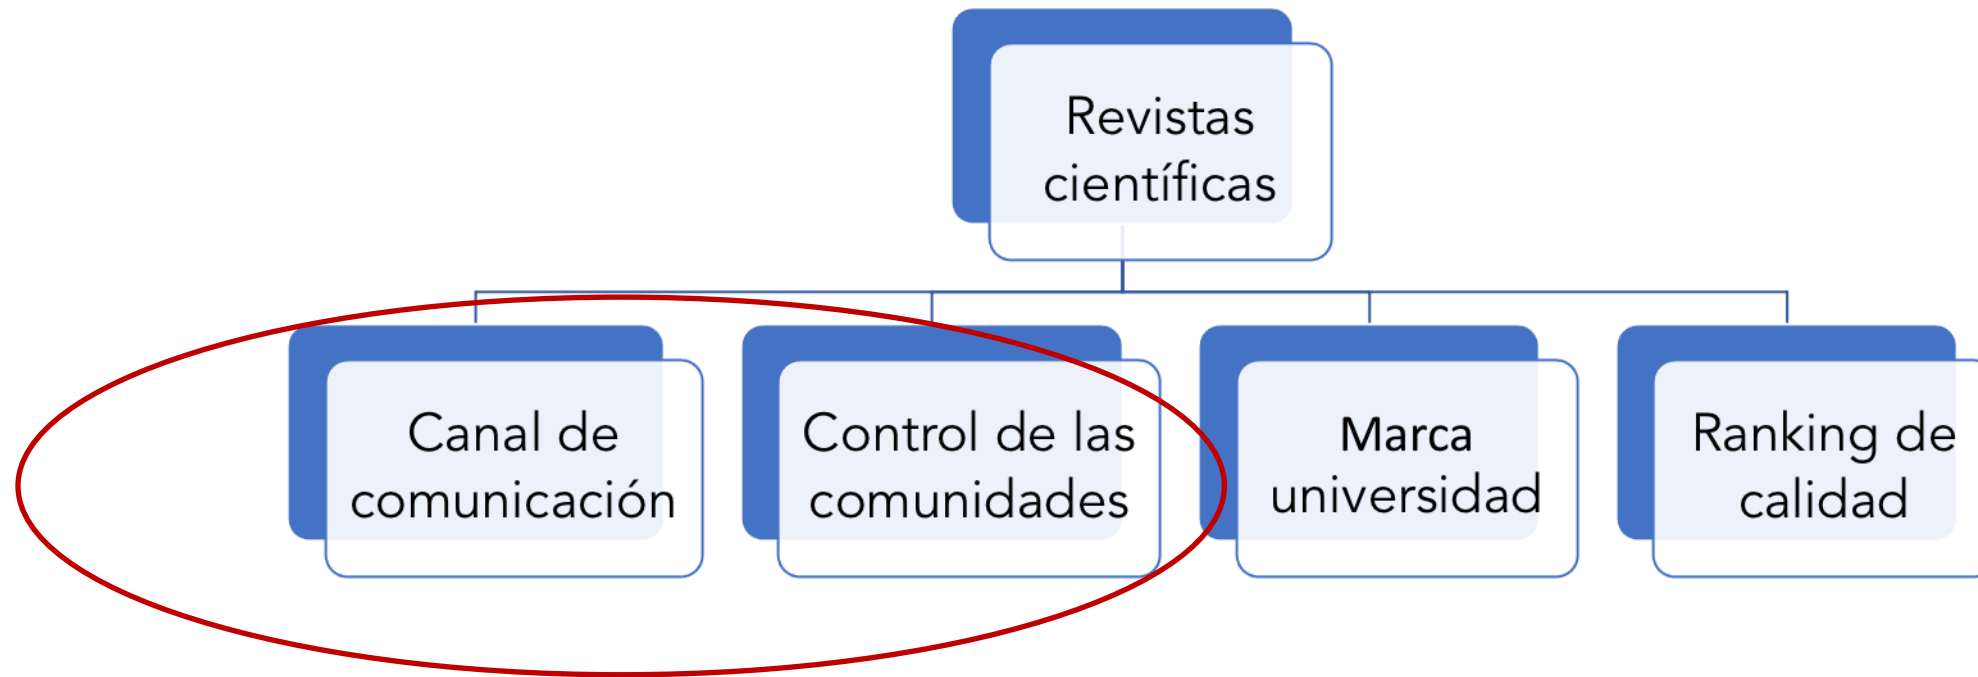 Revistas
científicas
Canal de
comunicación
Control de las
comunidades
Marca
universidad
Ranking de
calidad